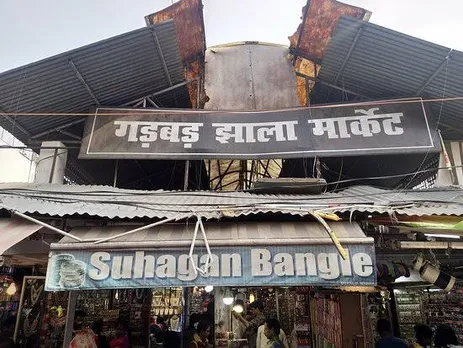 गड़बड़ झाला मार्केट
Suhagan Bangle